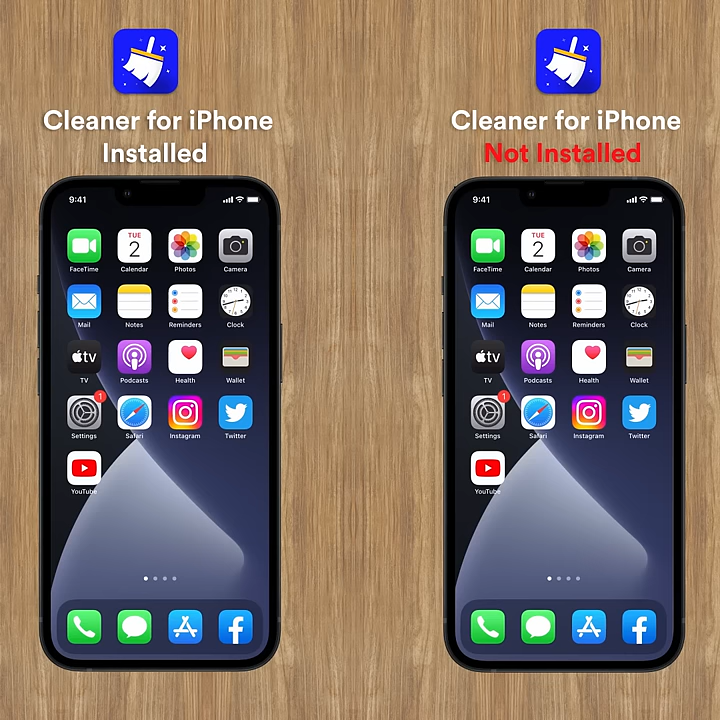 Cleaner for iPhone
Installed
9:41
TUE
2
FaceTime Calendar Photos Camera
Mail Notes Reminders Clock
tv
TV Podcasts Health Wallet
1
Settings Safari Instagram Twitter
YouTube
Cleaner for iPhone
Not Installed
9:41
TUE
2
FaceTime Calendar Photos Camera
Mail Notes Reminders Clock
tv
TV Podcasts Health Wallet
1
Settings Safari Instagram Twitter
YouTube